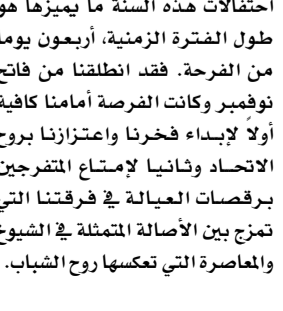 احتفالات هذه السنة ما يميزها هو
طول الفترة الزمنية، أربعون يوما
من الفرحة. فقد انطلقنا من فاتح
نوفمبر وكانت الفرصة أمامنا كافية
أولاً لإبداء فخرنا واعتزازنا بروح
الاتحاد وثانيا لإمتاع المتفرجين
برقصات العيالة في فرقتنا التي
تمزج بين الأصالة المتمثلة في الشيوخ
والمعاصرة التي تعكسها روح الشباب.